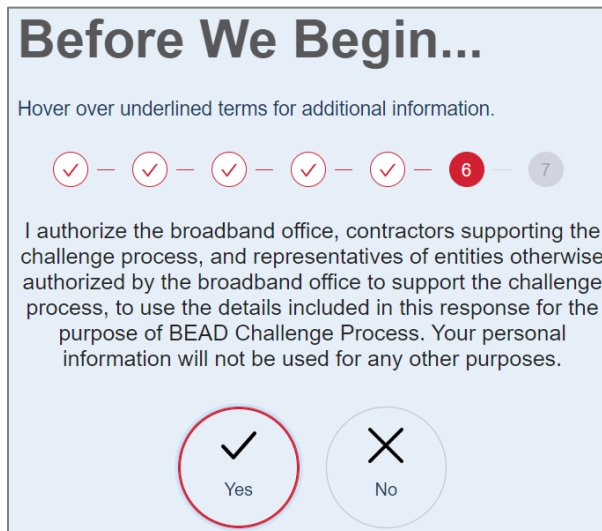 Before We Begin...
Hover over underlined terms for additional information.
6 7
I authorize the broadband office, contractors supporting the
challenge process, and representatives of entities otherwise
authorized by the broadband office to support the challenge
process, to use the details included in this response for the
purpose of BEAD Challenge Process. Your personal
information will not be used for any other purposes.
Yes No